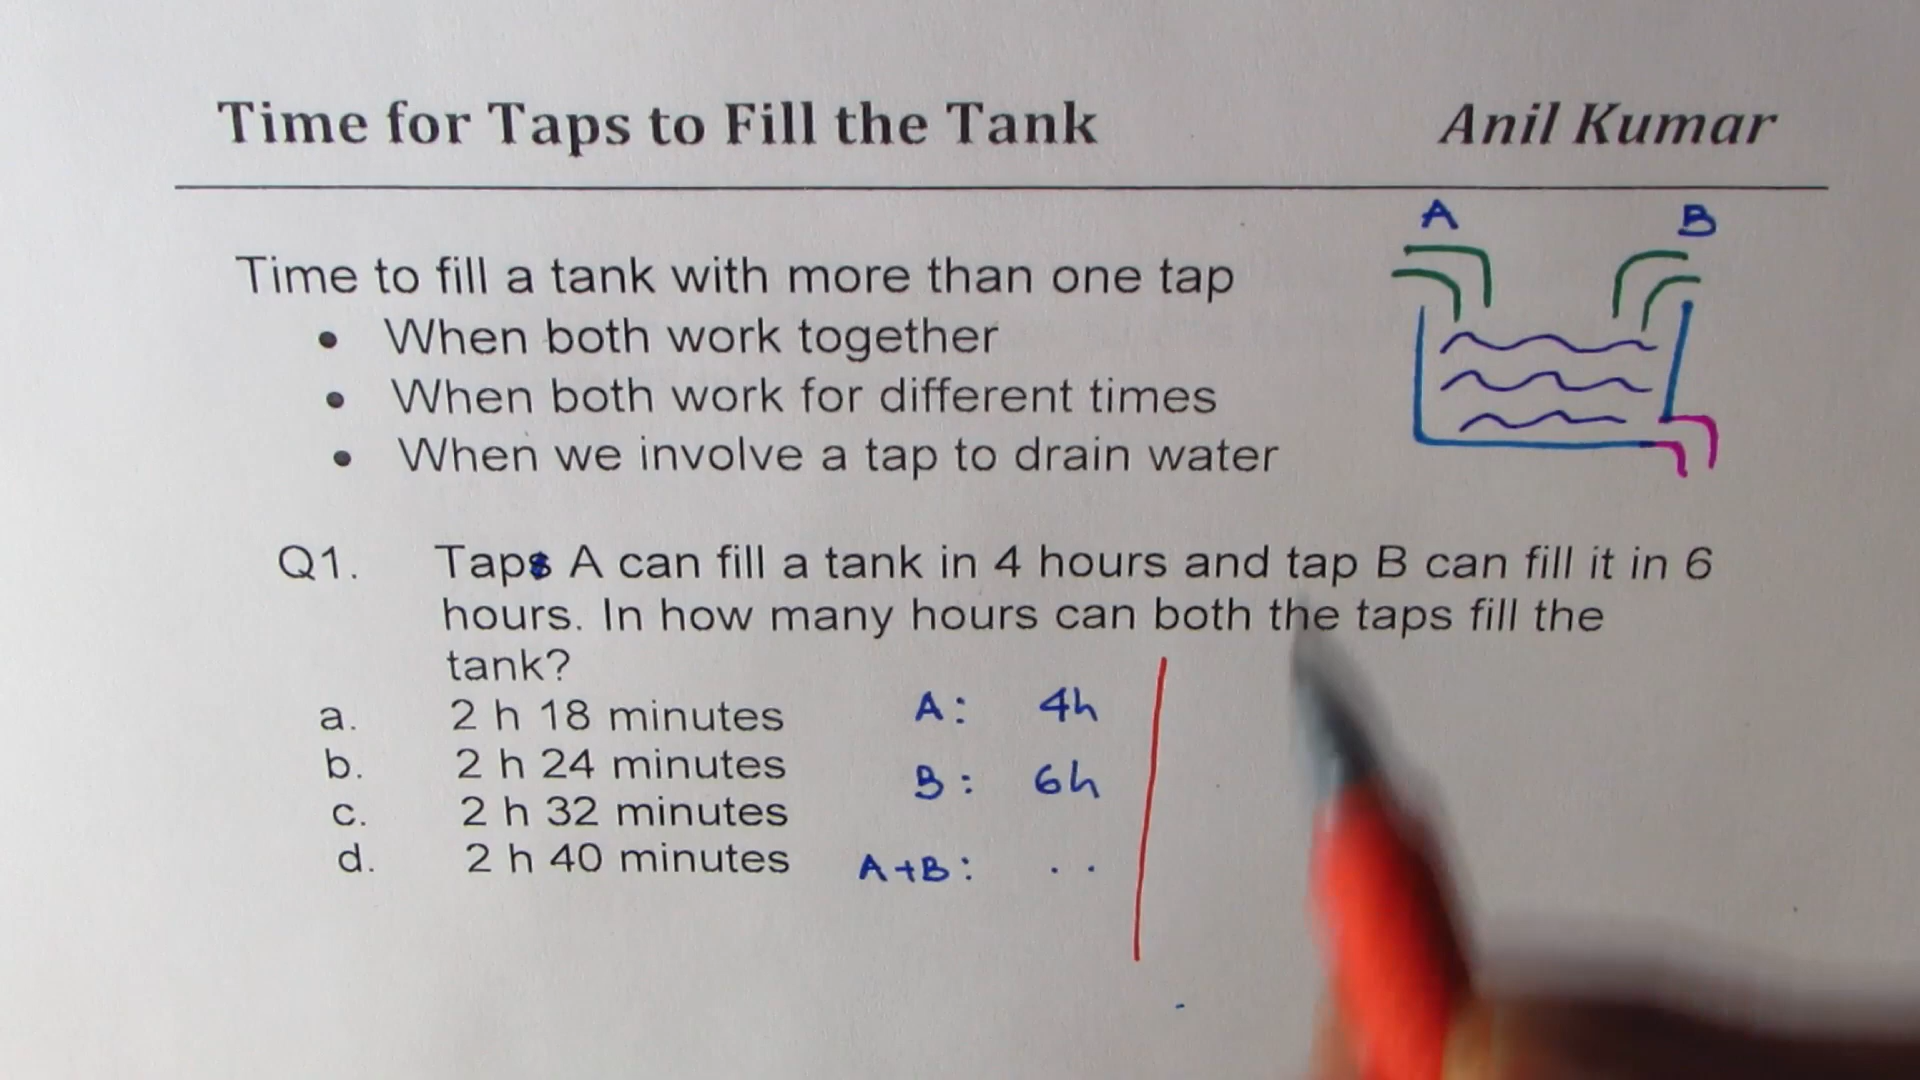 Time for Taps to Fill the Tank Anil Kumar
A B
Time to fill a tank with more than one tap
• When both work together
• When both work for different times
• When we involve a tap to drain water
Q1. Taps A can fill a tank in 4 hours and tap B can fill it in 6
hours. In how many hours can both the taps fill the
tank?
a. 2 h 18 minutes
b. 2 h 24 minutes
c. 2 h 32 minutes
d. 2 h 40 minutes
A: 4h
B: 6h
A+B: . .